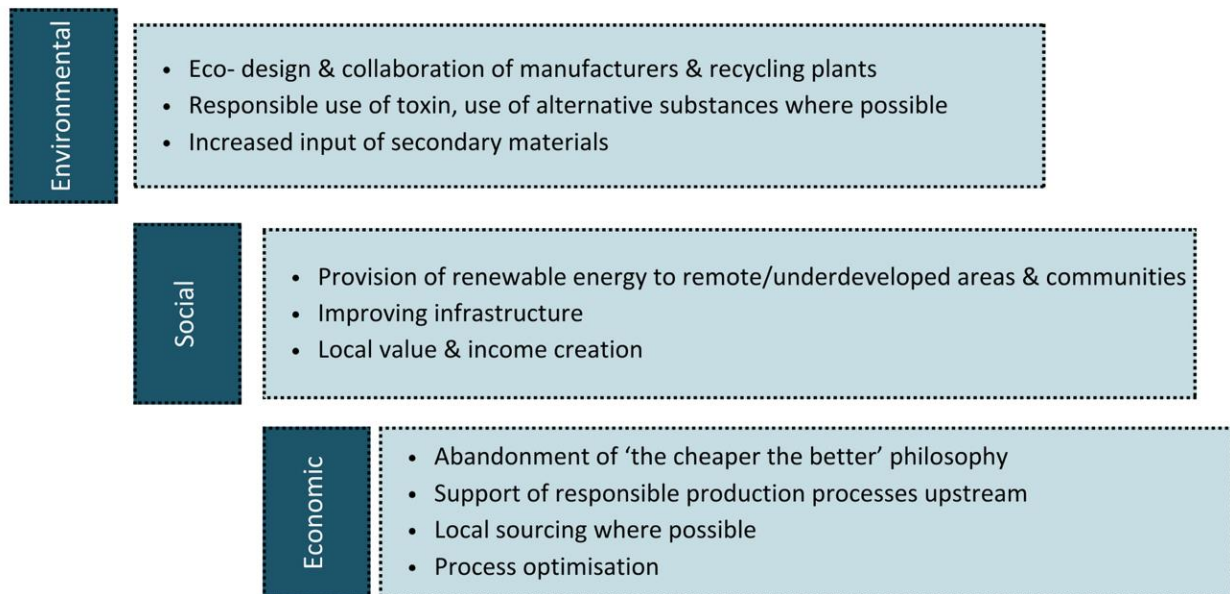 Environmental
• Eco- design & collaboration of manufacturers & recycling plants
• Responsible use of toxin, use of alternative substances where possible
• Increased input of secondary materials
Social
• Provision of renewable energy to remote/underdeveloped areas & communities
• Improving infrastructure
• Local value & income creation
Economic
• Abandonment of ‘the cheaper the better’ philosophy
• Support of responsible production processes upstream
• Local sourcing where possible
• Process optimisation